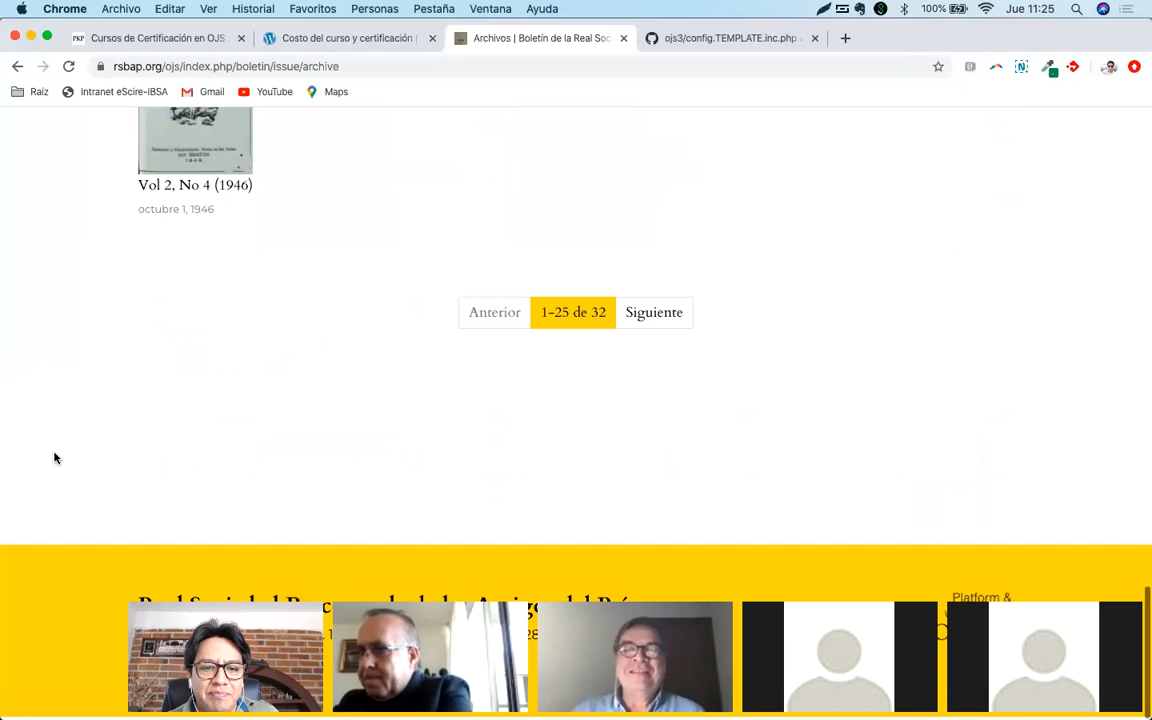 Chrome Archivo Editar Ver Historial Favoritos Personas Pestaña Ventana Ayuda 100% Jue 11:25
PKP Cursos de Certificación en OJS Costo del curso y certificación Archivos | Boletín de la Real Soc ojs3/config.TEMPLATE.inc.php
rsbap.org/ojs/index.php/boletin/issue/archive
Raíz Intranet eScire-IBSA Gmail YouTube Maps
Vol 2, No 4 (1946)
octubre 1, 1946
Anterior 1-25 de 32 Siguiente
Platform &